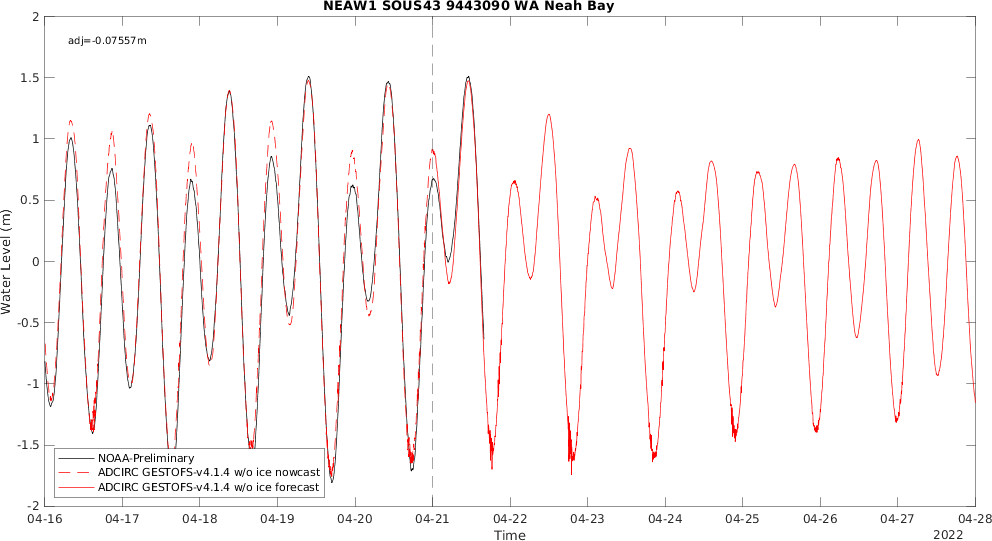 NEAW1 SOUS43 9443090 WA Neah Bay
adj=-0.07557m
2
1.5
1
0.5
0
-0.5
-1
-1.5
-2
Water Level (m)
NOAA-Preliminary
ADCIRC GESTOFS-v4.1.4 w/o ice nowcast
ADCIRC GESTOFS-v4.1.4 w/o ice forecast
04-16 04-17 04-18 04-19 04-20 04-21 04-22 04-23 04-24 04-25 04-26 04-27 04-28
Time
2022